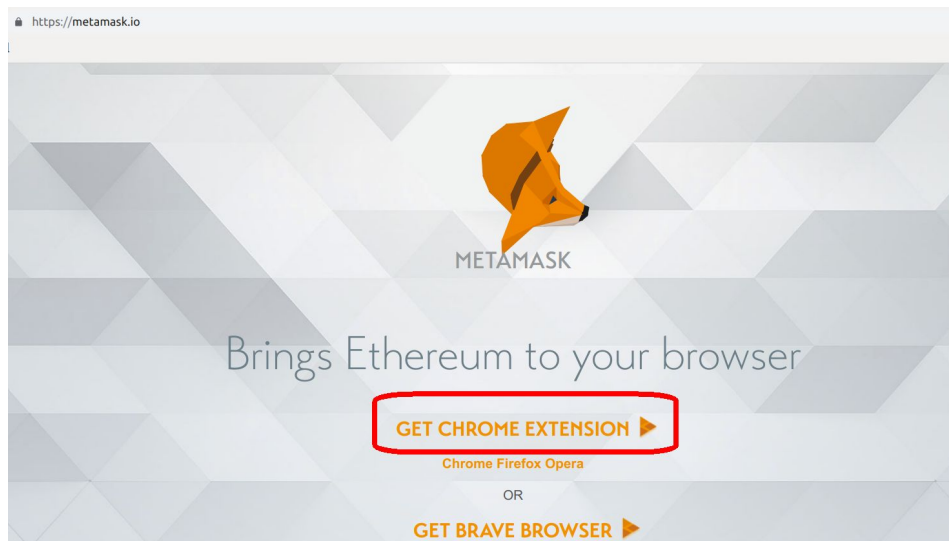 https://metamask.io
METAMASK
Brings Ethereum to your browser
GET CHROME EXTENSION
Chrome Firefox Opera
OR
GET BRAVE BROWSER